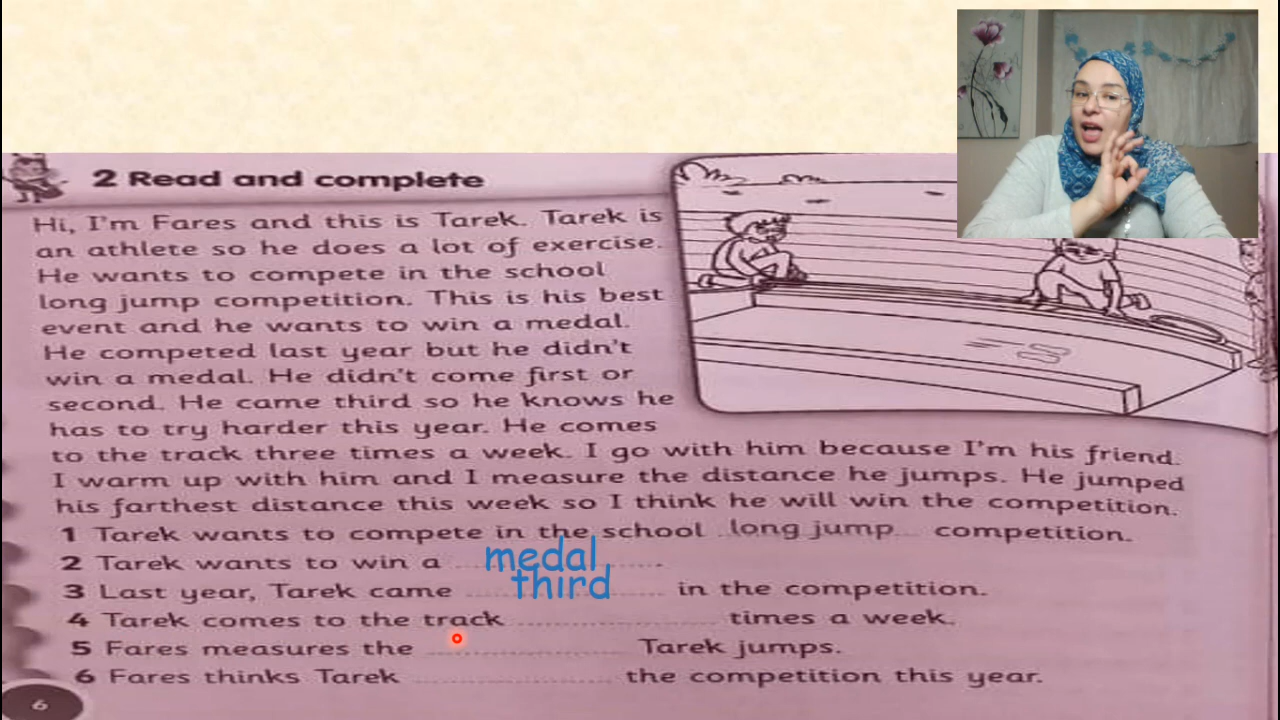 2 Read and complete
Hi, I'm Fares and this is Tarek. Tarek is
an athlete so he does a lot of exercise.
He wants to compete in the school
long jump competition. This is his best
event and he wants to win a medal.
He competed last year but he didn't
win a medal. He didn't come first or
second. He came third so he knows he
has to try harder this year. He comes
to the track three times a week. I go with him because I'm his friend.
I warm up with him and I measure the distance he jumps. He jumped
his farthest distance this week so I think he will win the competition.
1 Tarek wants to compete in the school ..long jump.... competition.
2 Tarek wants to win a ... medal .....
3 Last year, Tarek came ... third ...... in the competition.
4 Tarek comes to the track ........................... times a week.
5 Fares measures the ........................... Tarek jumps.
6 Fares thinks Tarek ........................... the competition this year.
6